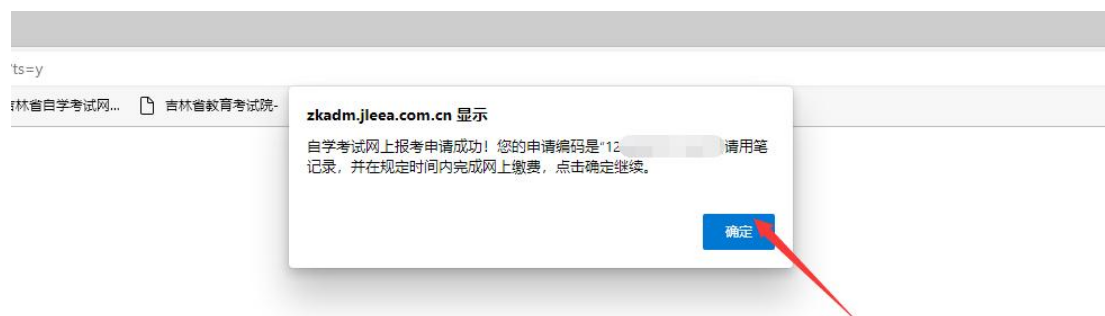 ts=y
林省自学考试网...
吉林省教育考试院-
zkadm.jleea.com.cn 显示
自学考试网上报考申请成功！您的申请编码是"12 请用笔
记录，并在规定时间内完成网上缴费，点击确定继续。
确定